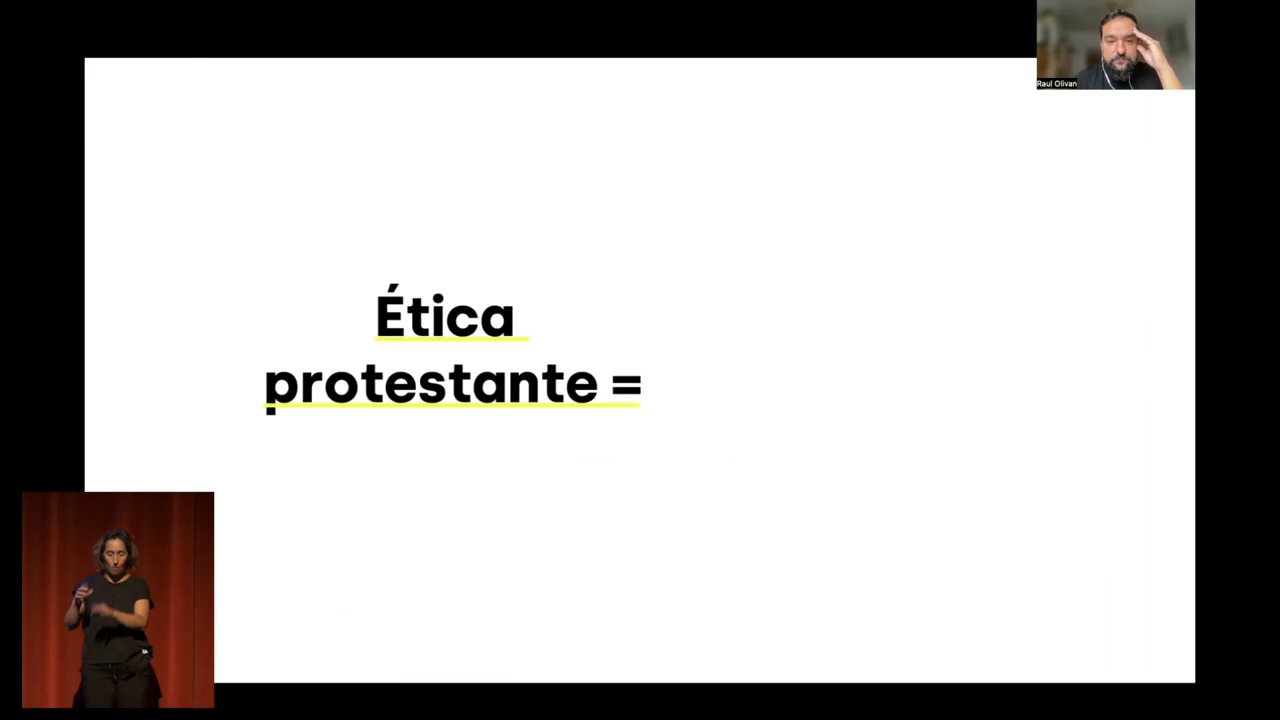 Raul Olivan
Ética
protestante =